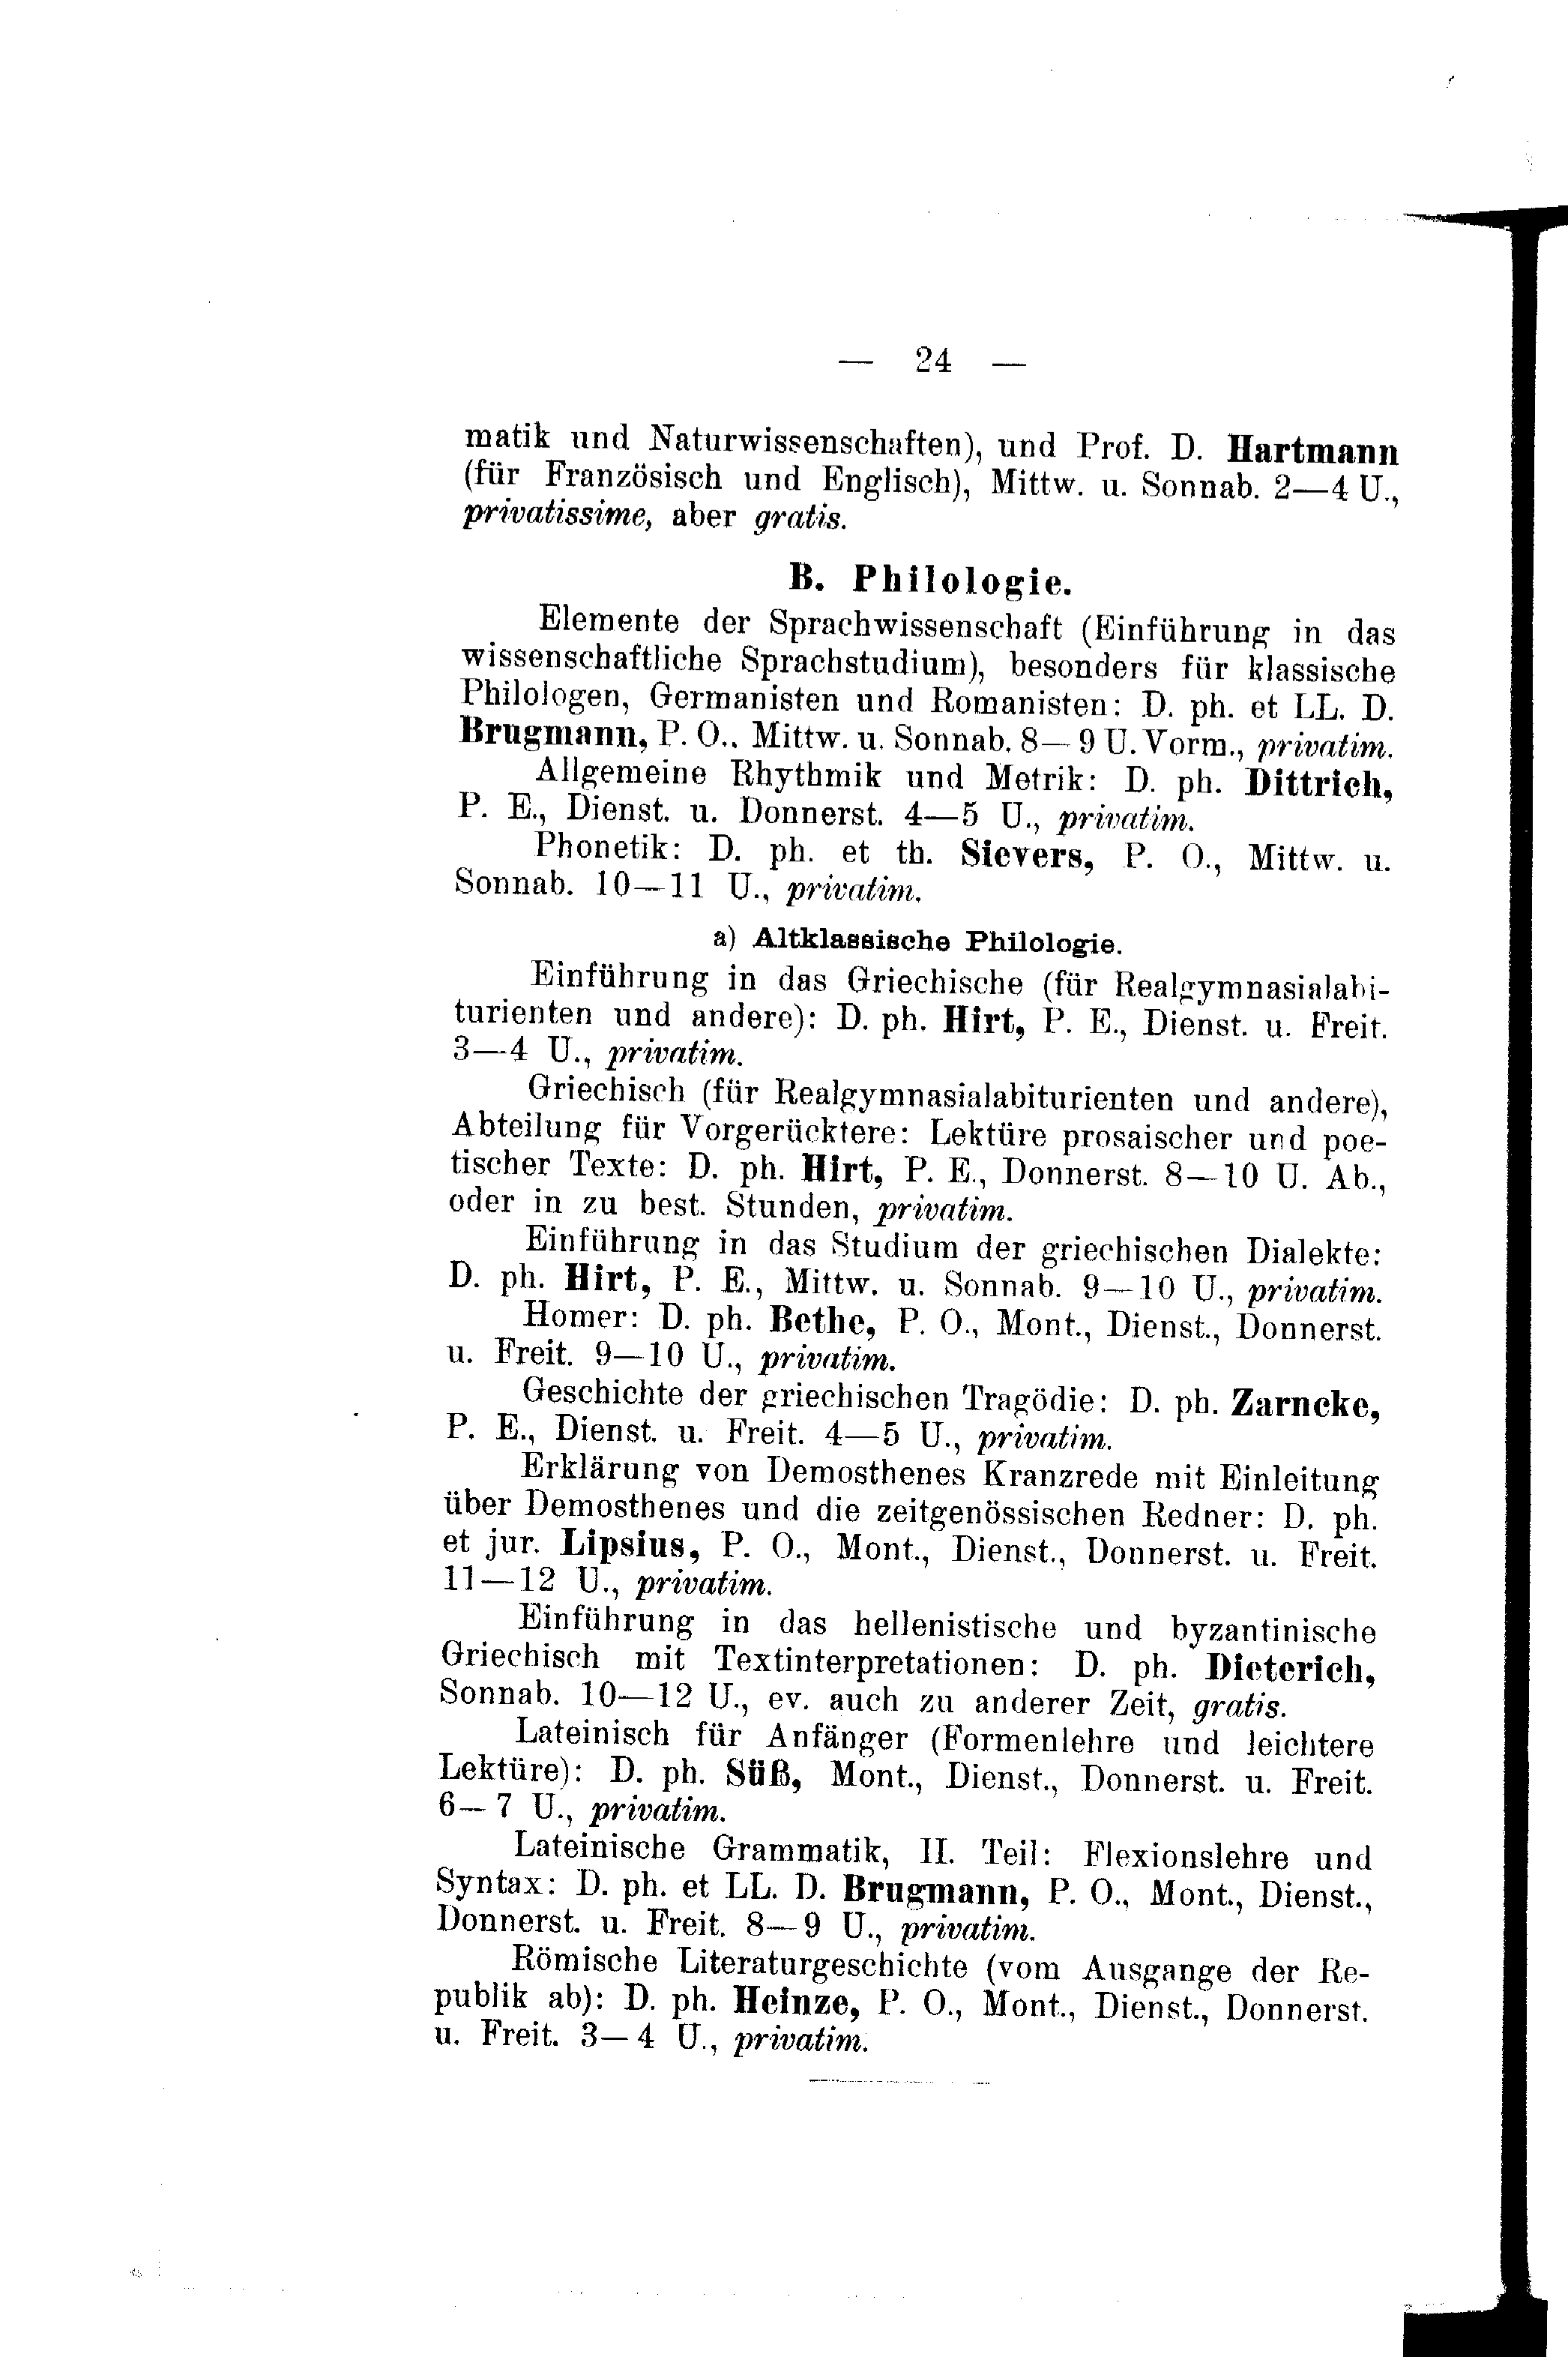 — 24 —
matik und Naturwissenschaften), und Prof. D. Hartmann
(für Französisch und Englisch), Mittw. u. Sonnab. 2—4 U.,
privatissime, aber gratis.
B. Philologie.
Elemente der Sprachwissenschaft (Einführung in das
wissenschaftliche Sprachstudium), besonders für klassische
Philologen, Germanisten und Romanisten: D. ph. et LL. D.
Brugmann, P. O., Mittw. u. Sonnab. 8—9 U. Vorm., privatim.
Allgemeine Rhythmik und Metrik: D. ph. Dittrich,
P. E., Dienst. u. Donnerst. 4—5 U., privatim.
Phonetik: D. ph. et th. Sievers, P. O., Mittw. u.
Sonnab. 10—11 U., privatim.
a) Altklassische Philologie.
Einführung in das Griechische (für Realgymnasialabi-
turienten und andere): D. ph. Hirt, P. E., Dienst. u. Freit.
3—4 U., privatim.
Griechisch (für Realgymnasialabiturienten und andere),
Abteilung für Vorgerücktere: Lektüre prosaischer und poe-
tischer Texte: D. ph. Hirt, P. E., Donnerst. 8—10 U. Ab.,
oder in zu best. Stunden, privatim.
Einführung in das Studium der griechischen Dialekte:
D. ph. Hirt, P. E., Mittw. u. Sonnab. 9—10 U., privatim.
Homer: D. ph. Bethe, P. O., Mont., Dienst., Donnerst.
u. Freit. 9—10 U., privatim.
Geschichte der griechischen Tragödie: D. ph. Zarncke,
P. E., Dienst. u. Freit. 4—5 U., privatim.
Erklärung von Demosthenes Kranzrede mit Einleitung
über Demosthenes und die zeitgenössischen Redner: D. ph.
et jur. Lipsius, P. O., Mont., Dienst., Donnerst. u. Freit.
11—12 U., privatim.
Einführung in das hellenistische und byzantinische
Griechisch mit Textinterpretationen: D. ph. Dieterich,
Sonnab. 10—12 U., ev. auch zu anderer Zeit, gratis.
Lateinisch für Anfänger (Formenlehre und leichtere
Lektüre): D. ph. Süß, Mont., Dienst., Donnerst. u. Freit.
6—7 U., privatim.
Lateinische Grammatik, II. Teil: Flexionslehre und
Syntax: D. ph. et LL. D. Brugmann, P. O., Mont., Dienst.,
Donnerst. u. Freit. 8—9 U., privatim.
Römische Literaturgeschichte (vom Ausgange der Re-
publik ab): D. ph. Heinze, P. O., Mont., Dienst., Donnerst.
u. Freit. 3—4 U., privatim.